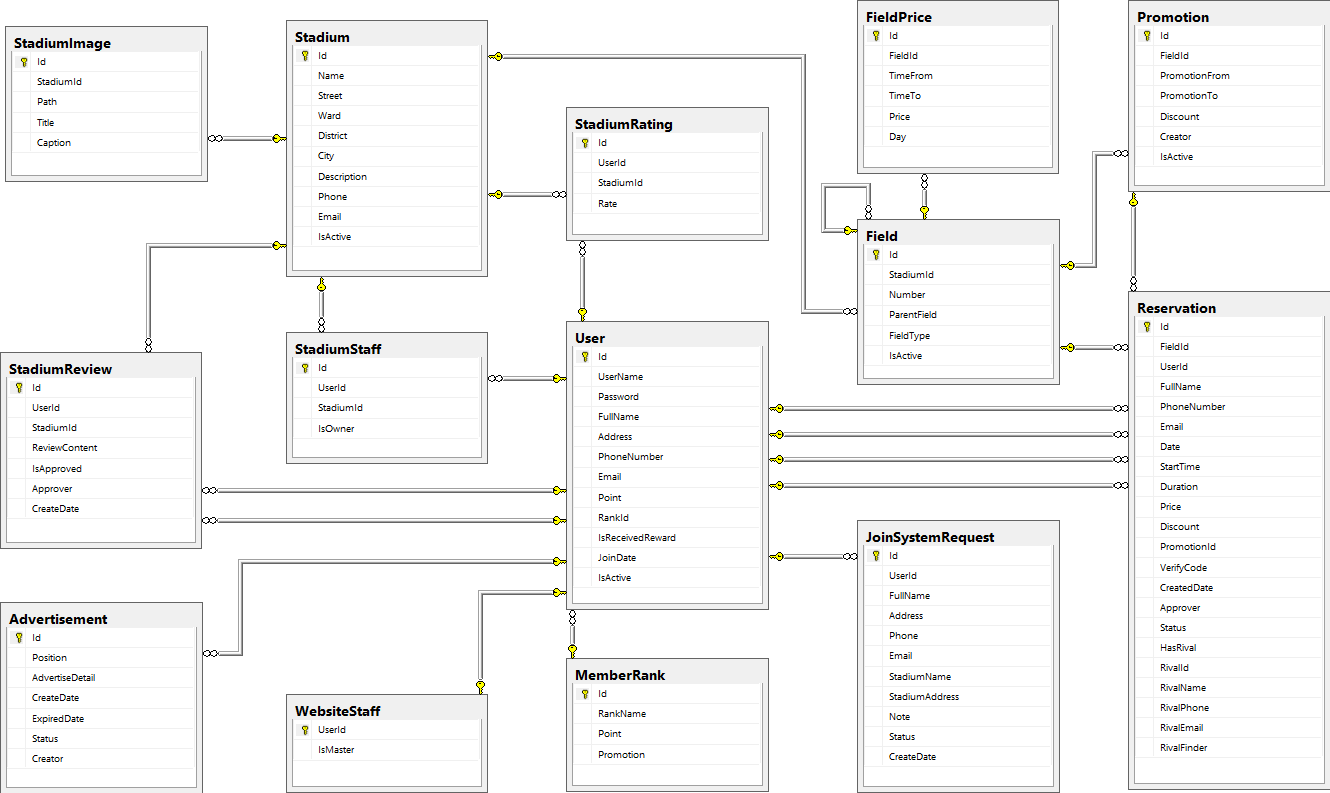 StadiumImage
Id
StadiumId
Path
Title
Caption
Stadium
Id
Name
Street
Ward
District
City
Description
Phone
Email
IsActive
StadiumRating
Id
UserId
StadiumId
Rate
FieldPrice
Id
FieldId
TimeFrom
TimeTo
Price
Day
Promotion
Id
FieldId
PromotionFrom
PromotionTo
Discount
Creator
IsActive
Field
Id
StadiumId
Number
ParentField
FieldType
IsActive
StadiumReview
Id
UserId
StadiumId
ReviewContent
IsApproved
Approver
CreateDate
StadiumStaff
Id
UserId
StadiumId
IsOwner
User
Id
UserName
Password
FullName
Address
PhoneNumber
Email
Point
RankId
IsReceivedReward
JoinDate
IsActive
Reservation
Id
FieldId
UserId
FullName
PhoneNumber
Email
Date
StartTime
Duration
Price
Discount
PromotionId
VerifyCode
CreatedDate
Approver
Status
HasRival
RivalId
RivalName
RivalPhone
RivalEmail
RivalFinder
Advertisement
Id
Position
AdvertiseDetail
CreateDate
ExpiredDate
Status
Creator
WebsiteStaff
UserId
IsMaster
MemberRank
Id
RankName
Point
Promotion
JoinSystemRequest
Id
UserId
FullName
Address
Phone
Email
StadiumName
StadiumAddress
Note
Status
CreateDate